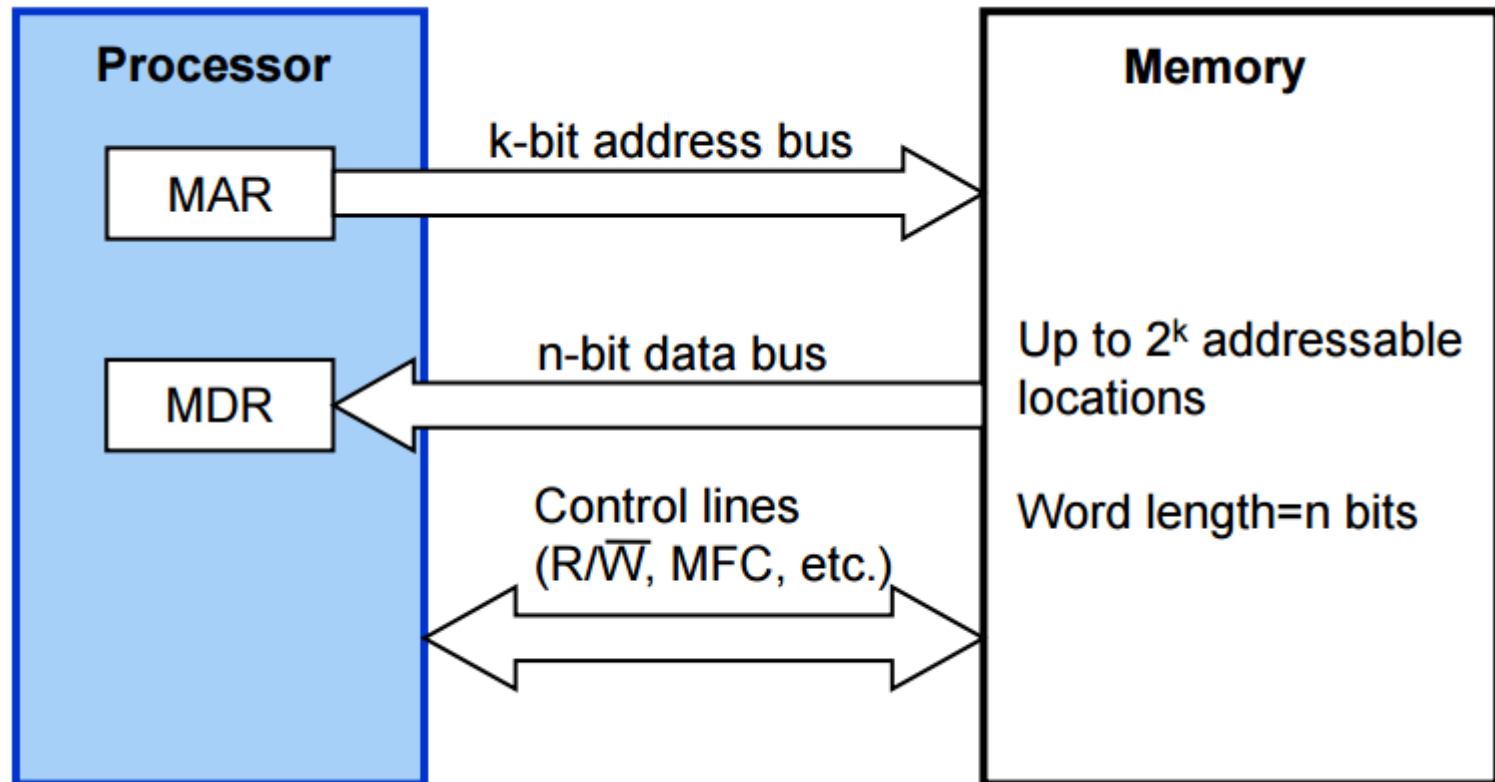 Processor
Memory
k-bit address bus
MAR
n-bit data bus
MDR
Up to 2ᵏ addressable
locations
Control lines
(R/W̅, MFC, etc.)
Word length=n bits